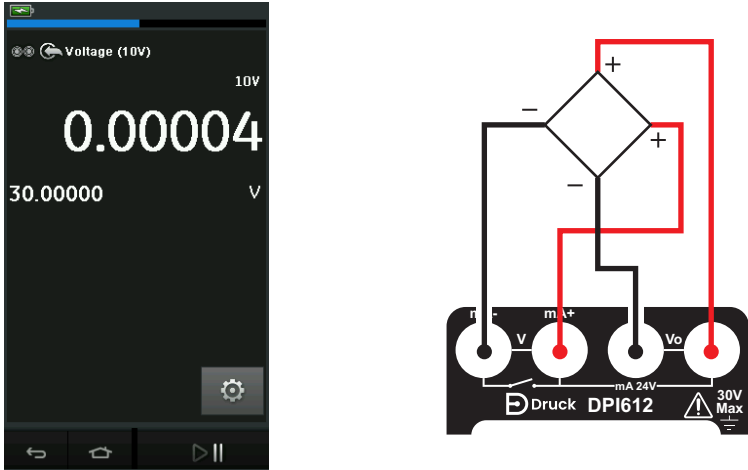 Voltage (10V)
10V
0.00004
30.00000 V
+
−
+
−
mA+
V
Vo
mA 24V
Druck DPI612
30V
Max